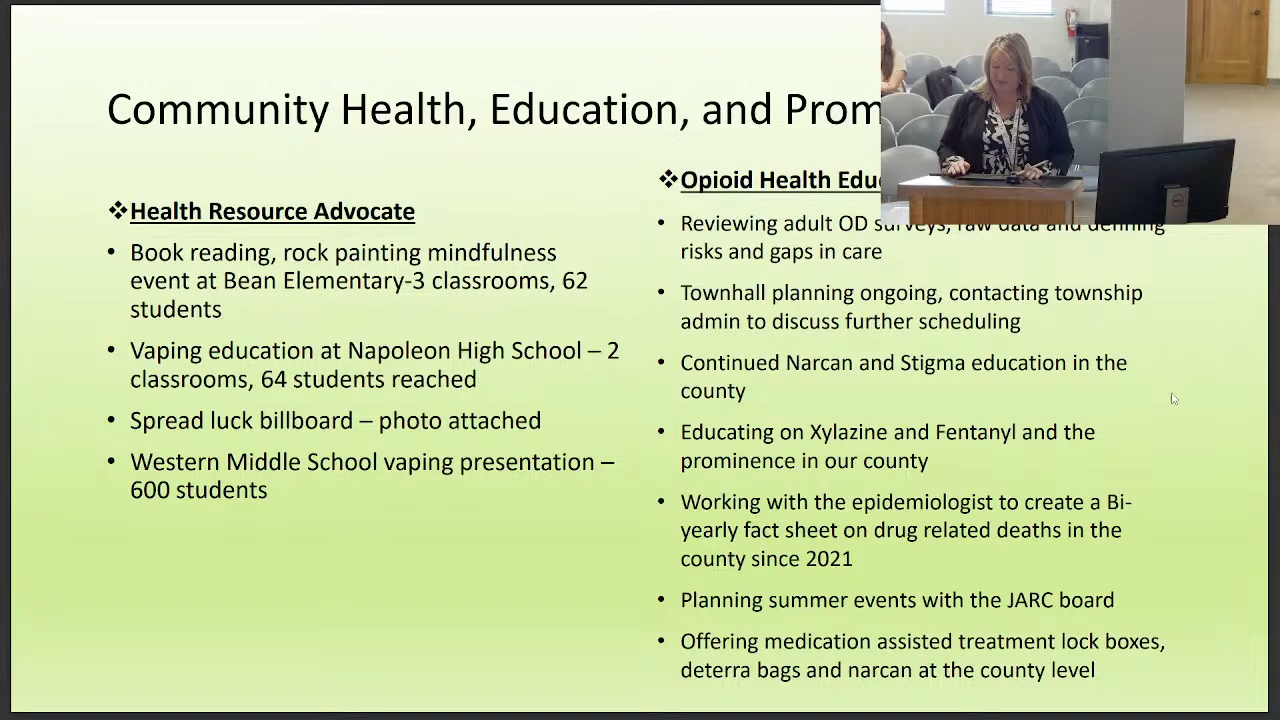 Community Health, Education, and Prom
❖Health Resource Advocate
• Book reading, rock painting mindfulness
event at Bean Elementary-3 classrooms, 62
students
• Vaping education at Napoleon High School – 2
classrooms, 64 students reached
• Spread luck billboard – photo attached
• Western Middle School vaping presentation –
600 students
❖Opioid Health Edu
• Reviewing adult OD surveys, raw data and defining
risks and gaps in care
• Townhall planning ongoing, contacting township
admin to discuss further scheduling
• Continued Narcan and Stigma education in the
county
• Educating on Xylazine and Fentanyl and the
prominence in our county
• Working with the epidemiologist to create a Bi-
yearly fact sheet on drug related deaths in the
county since 2021
• Planning summer events with the JARC board
• Offering medication assisted treatment lock boxes,
deterra bags and narcan at the county level
DELL